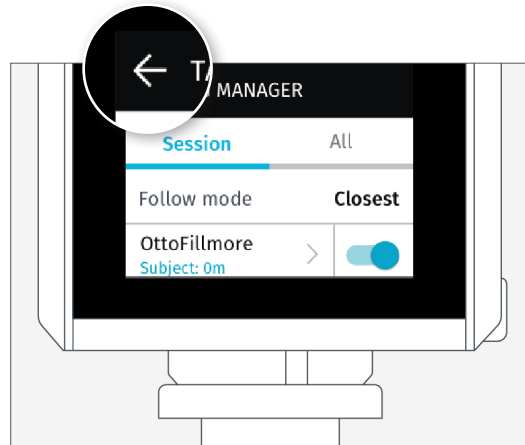 MANAGER
Session All
Follow mode Closest
OttoFillmore
Subject: 0m